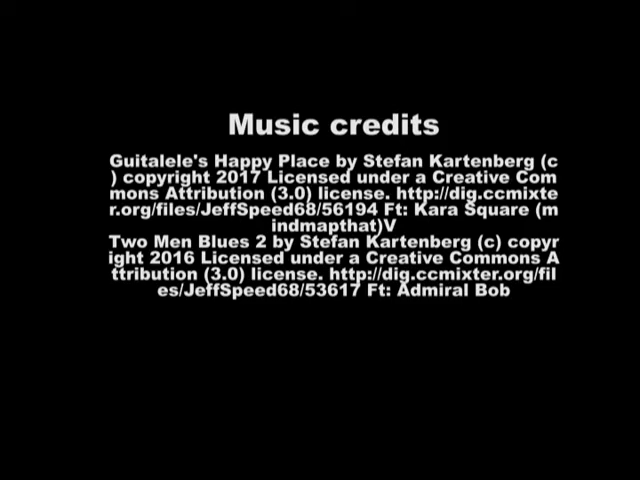 Music credits
Guitalele's Happy Place by Stefan Kartenberg (c
) copyright 2017 Licensed under a Creative Com
mons Attribution (3.0) license. http://dig.ccmixte
r.org/files/JeffSpeed68/56194 Ft: Kara Square (m
indmapthat)V
Two Men Blues 2 by Stefan Kartenberg (c) copyr
ight 2016 Licensed under a Creative Commons A
ttribution (3.0) license. http://dig.ccmixter.org/fil
es/JeffSpeed68/53617 Ft: Admiral Bob